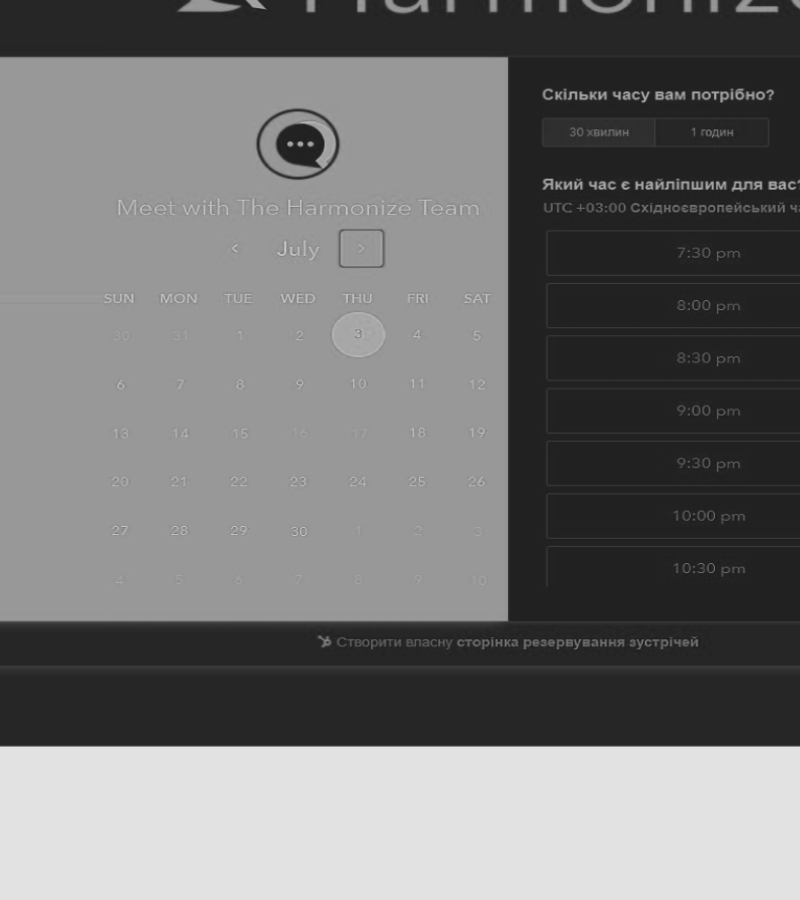 Harmonize
Meet with The Harmonize Team
< July >
SUN MON TUE WED THU FRI SAT
30 31 1 2 3 4 5
6 7 8 9 10 11 12
13 14 15 16 17 18 19
20 21 22 23 24 25 26
27 28 29 30 1 2 3
4 5 6 7 8 9 10
Скільки часу вам потрібно?
30 хвилин 1 годин
Який час є найліпшим для вас?
UTC +03:00 Східноєвропейський
7:30 pm
8:00 pm
8:30 pm
9:00 pm
9:30 pm
10:00 pm
10:30 pm
Створити власну сторінка резервування зустрічей